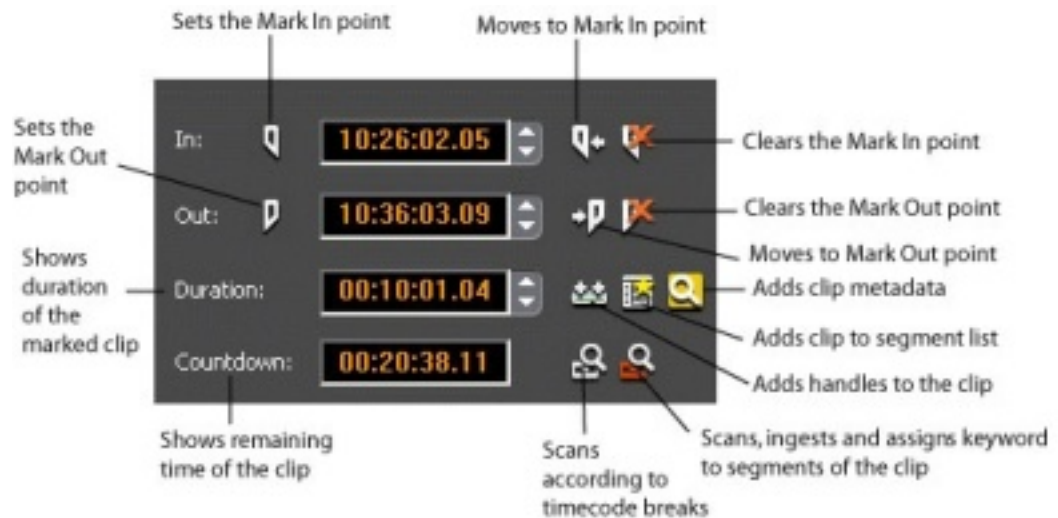 Sets the Mark In point
Moves to Mark In point
Sets the
Mark Out
point
In:
10:26:02.05
Clears the Mark In point
Out:
10:36:03.09
Clears the Mark Out point
Moves to Mark Out point
Shows
duration
of the
marked clip
Duration:
00:10:01.04
Adds clip metadata
Adds clip to segment list
Countdown:
00:20:38.11
Adds handles to the clip
Shows remaining
time of the clip
Scans
according to
timecode breaks
Scans, ingests and assigns keyword
to segments of the clip